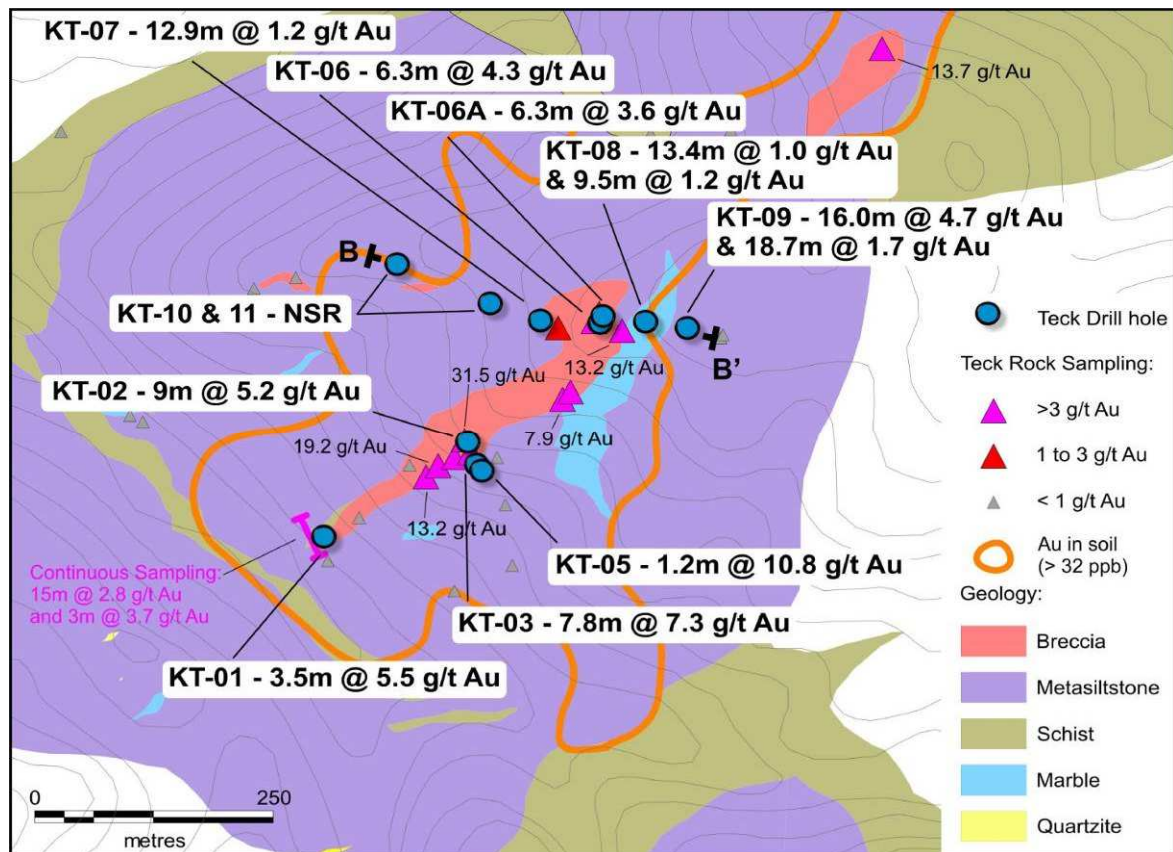 KT-07 - 12.9m @ 1.2 g/t Au
KT-06 - 6.3m @ 4.3 g/t Au
13.7 g/t Au
KT-06A - 6.3m @ 3.6 g/t Au
KT-08 - 13.4m @ 1.0 g/t Au
& 9.5m @ 1.2 g/t Au
KT-09 - 16.0m @ 4.7 g/t Au
& 18.7m @ 1.7 g/t Au
B
KT-10 & 11 - NSR
B'
13.2 g/t Au
31.5 g/t Au
KT-02 - 9m @ 5.2 g/t Au
7.9 g/t Au
19.2 g/t Au
13.2 g/t Au
KT-05 - 1.2m @ 10.8 g/t Au
Continuous Sampling:
15m @ 2.8 g/t Au
and 3m @ 3.7 g/t Au
KT-03 - 7.8m @ 7.3 g/t Au
KT-01 - 3.5m @ 5.5 g/t Au
0 250
metres
Teck Drill hole
Teck Rock Sampling:
>3 g/t Au
1 to 3 g/t Au
< 1 g/t Au
Au in soil
(> 32 ppb)
Geology:
Breccia
Metasiltstone
Schist
Marble
Quartzite